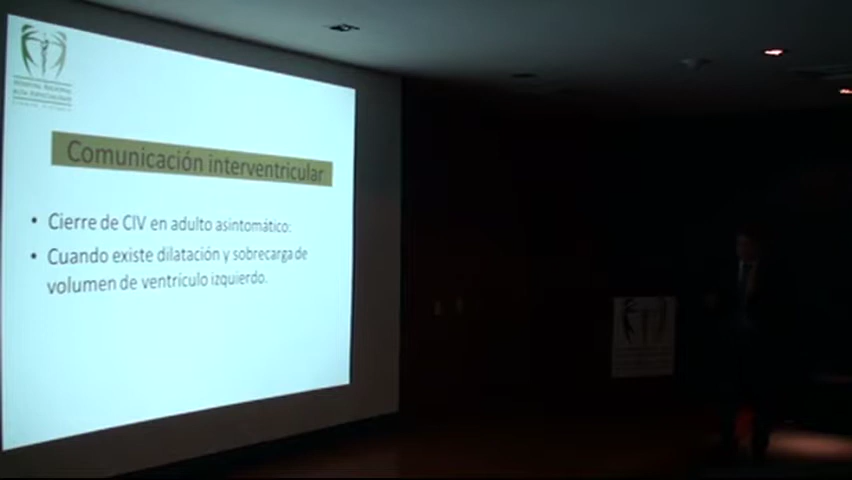 Comunicación interventricular
• Cierre de CIV en adulto asintomático:
• Cuando existe dilatación y sobrecarga de
volumen de ventrículo izquierdo.